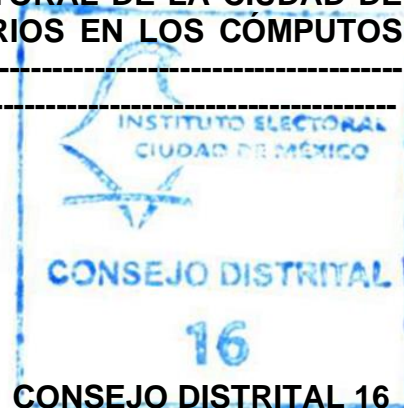 TORAL DE LA CIUDAD DE
RIOS EN LOS CÓMPUTOS
INSTITUTO ELECTORAL
CIUDAD DE MÉXICO
CONSEJO DISTRITAL
16
CONSEJO DISTRITAL 16